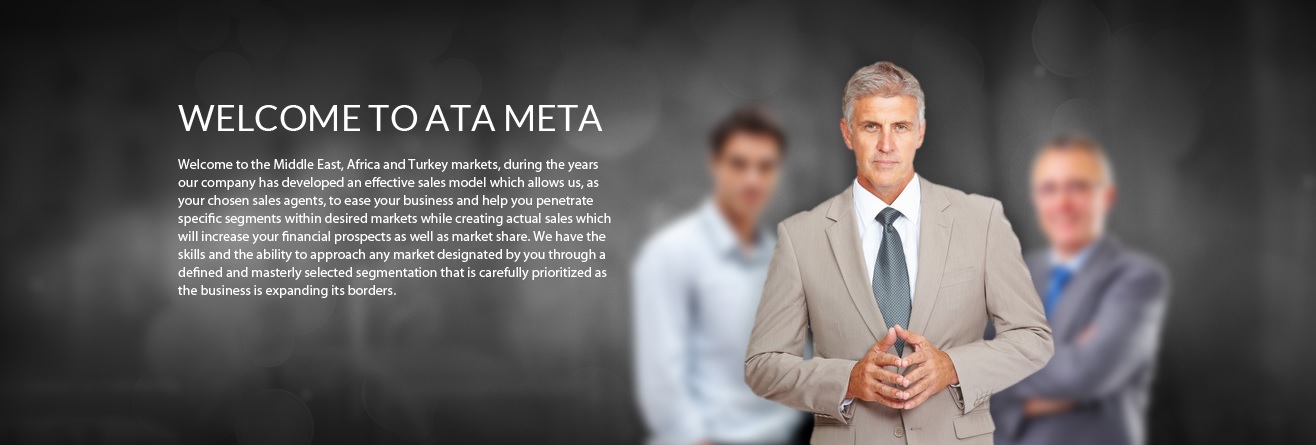 WELCOME TO ATA META
Welcome to the Middle East, Africa and Turkey markets, during the years
our company has developed an effective sales model which allows us, as
your chosen sales agents, to ease your business and help you penetrate
specific segments within desired markets while creating actual sales which
will increase your financial prospects as well as market share. We have the
skills and the ability to approach any market designated by you through a
defined and masterly selected segmentation that is carefully prioritized as
the business is expanding its borders.